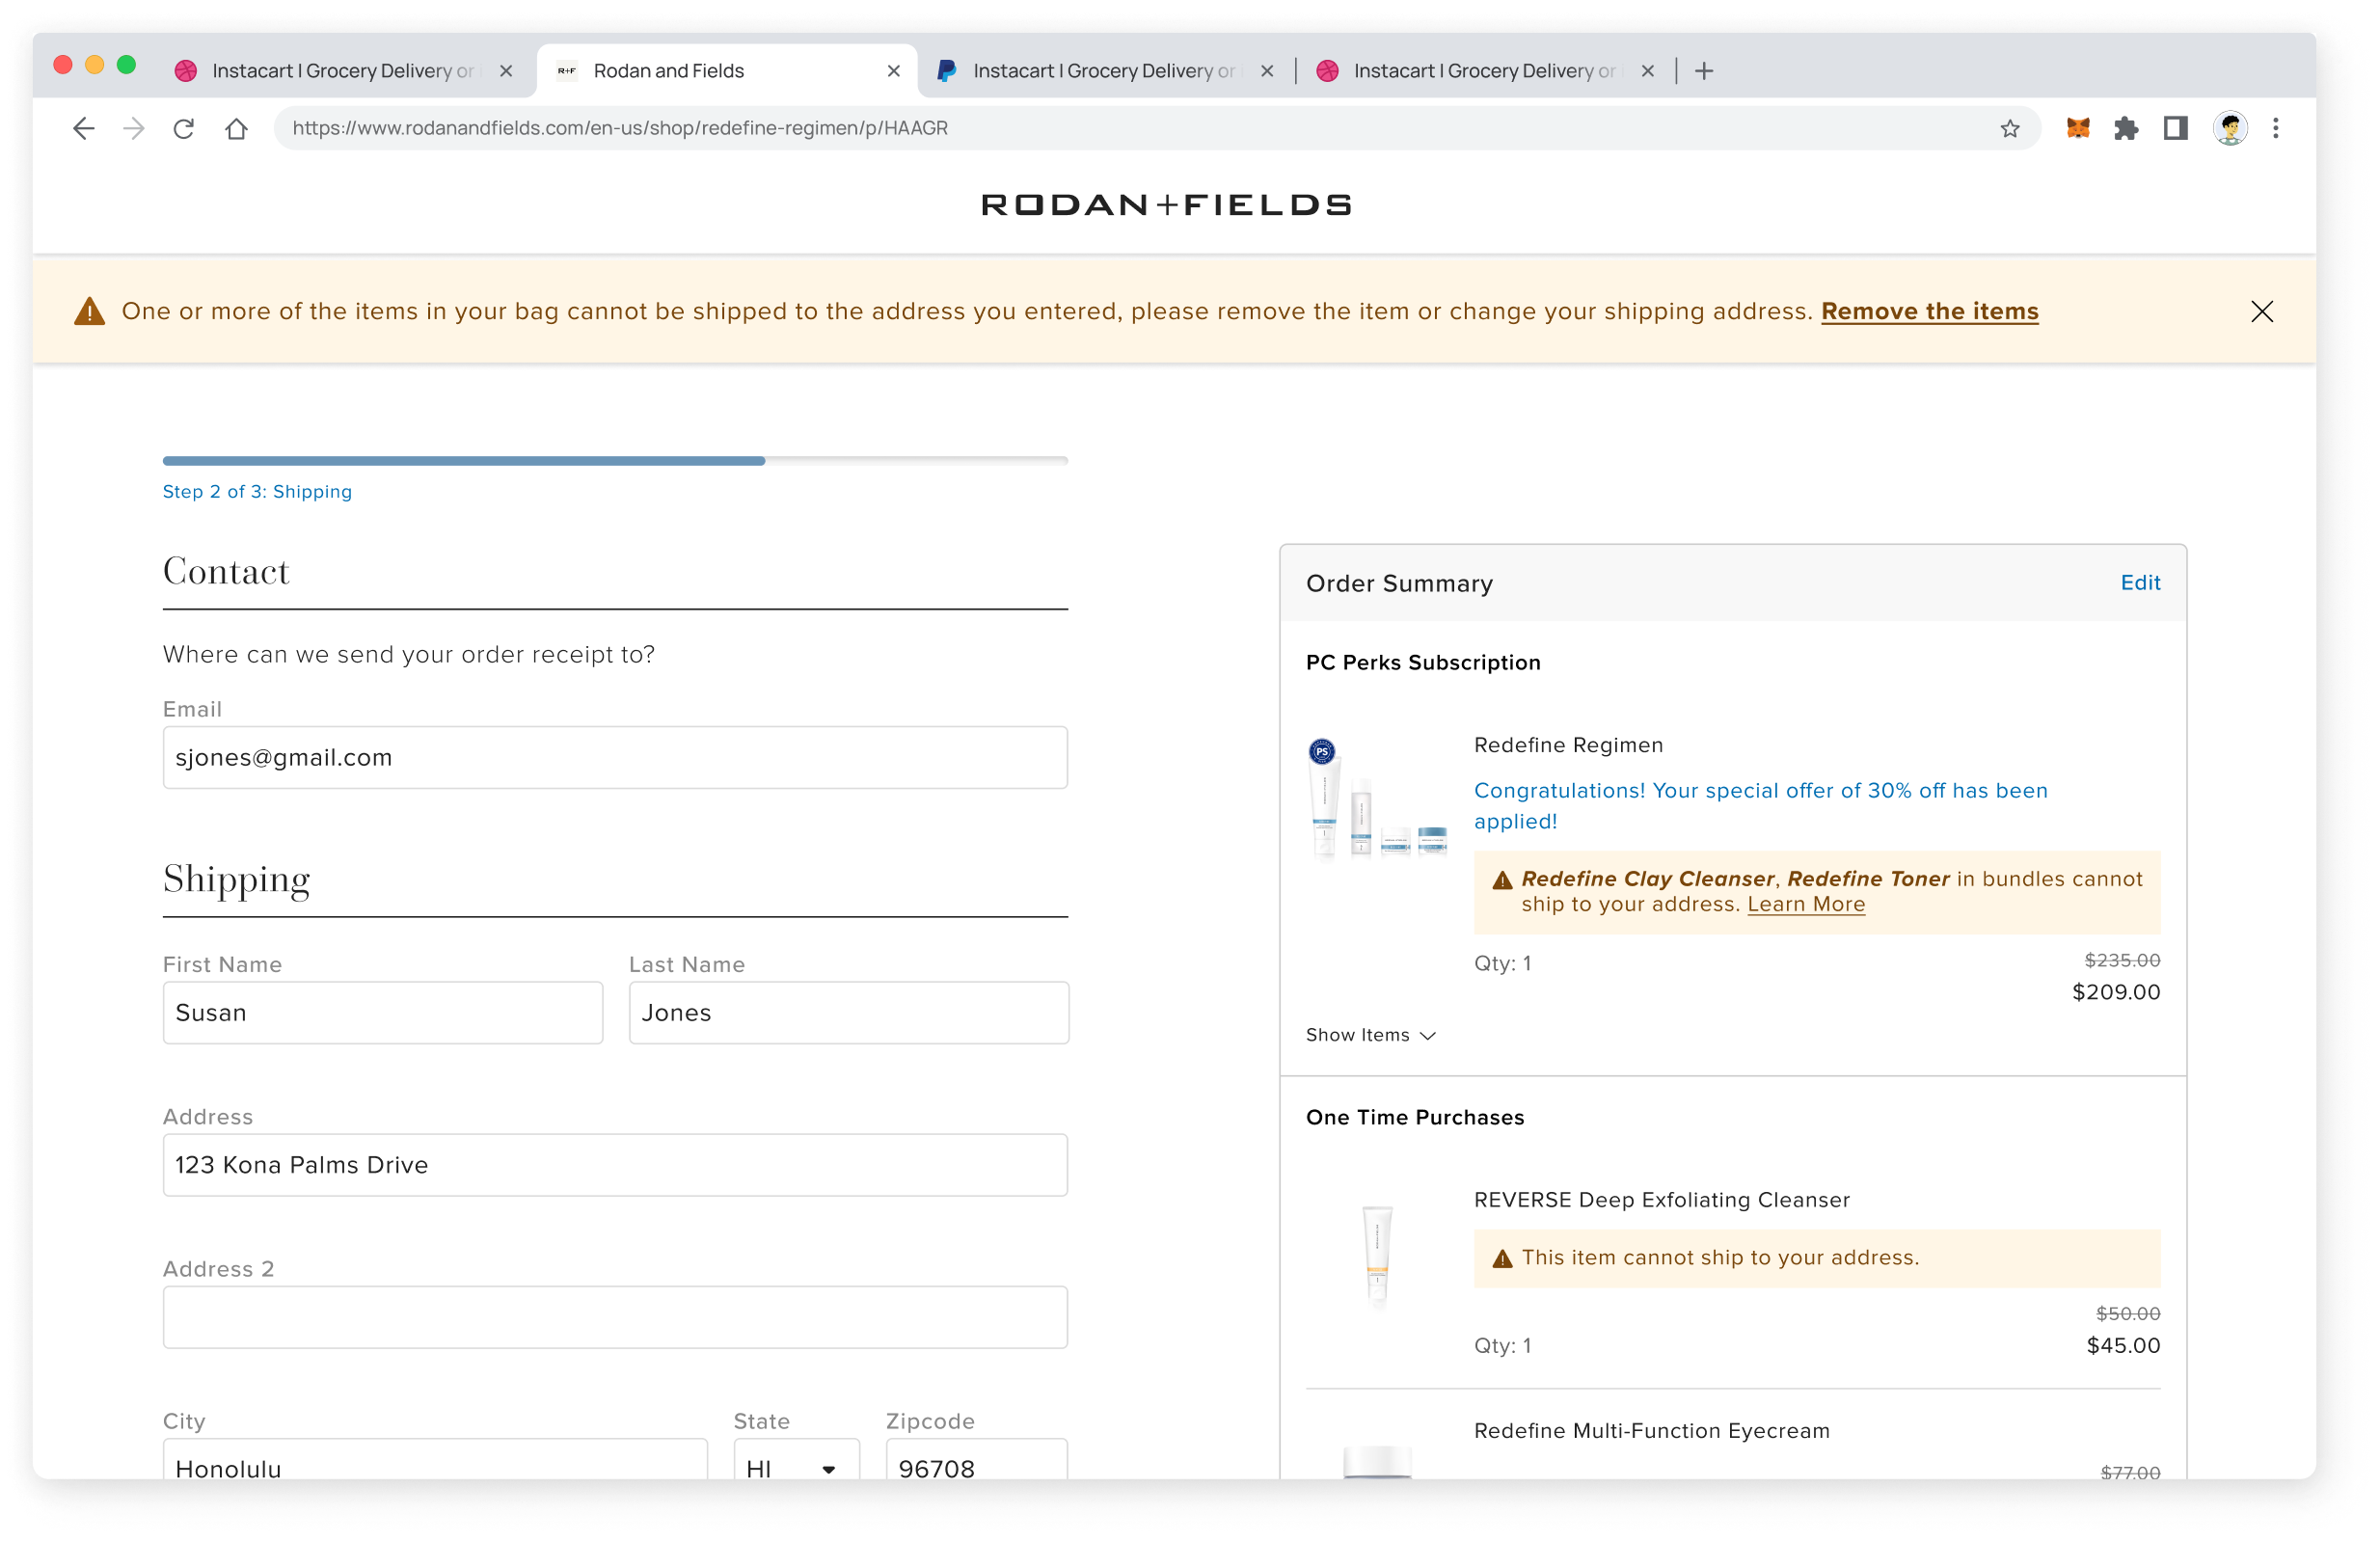 Instacart | Grocery Delivery or
R+F Rodan and Fields
Instacart | Grocery Delivery or
Instacart | Grocery Delivery or
https://www.rodanandfields.com/en-us/shop/redefine-regimen/p/HAAGR
RODAN+FIELDS
One or more of the items in your bag cannot be shipped to the address you entered, please remove the item or change your shipping address. Remove the items
Step 2 of 3: Shipping
Contact
Where can we send your order receipt to?
Email
sjones@gmail.com
Shipping
First Name
Last Name
Susan
Jones
Address
123 Kona Palms Drive
Address 2
City
State
Zipcode
Honolulu
HI
96708
Order Summary
Edit
PC Perks Subscription
PS
Redefine Regimen
Congratulations! Your special offer of 30% off has been
applied!
Redefine Clay Cleanser, Redefine Toner in bundles cannot
ship to your address. Learn More
Qty: 1
$235.00
$209.00
Show Items
One Time Purchases
REVERSE Deep Exfoliating Cleanser
This item cannot ship to your address.
$50.00
Qty: 1
$45.00
Redefine Multi-Function Eyecream
$77.00